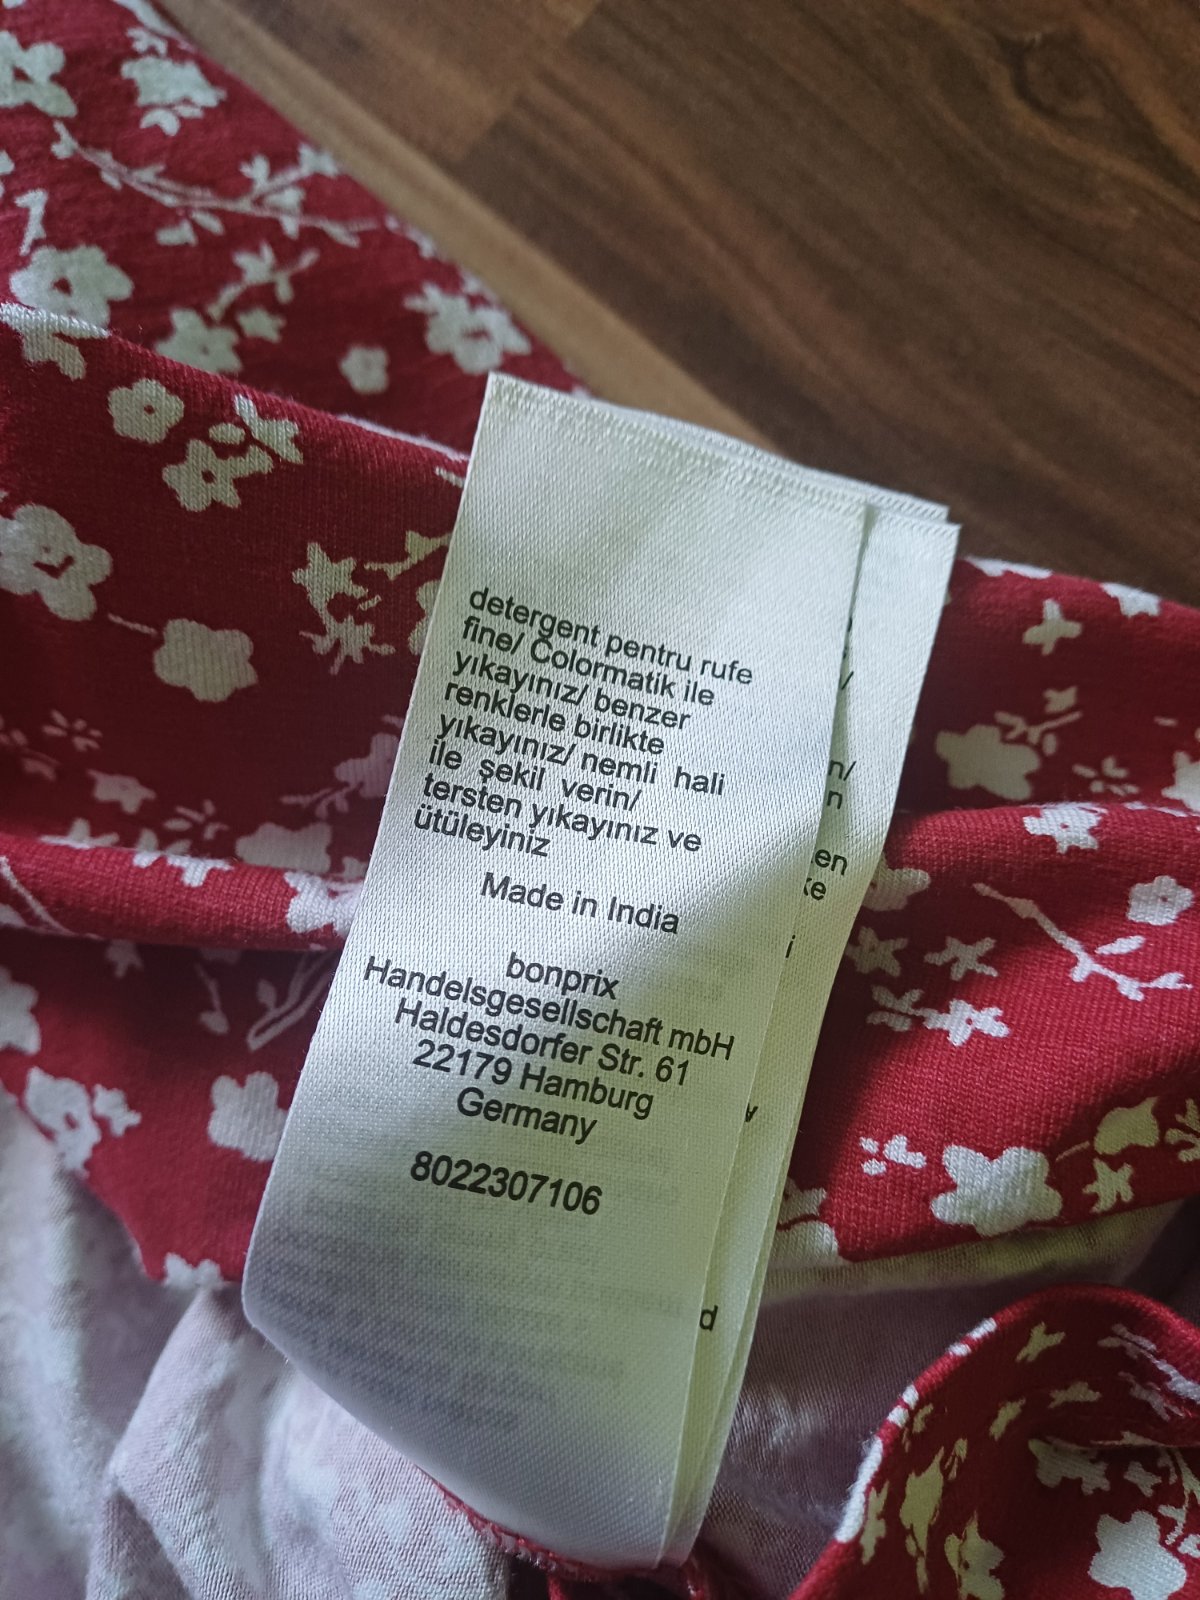 detergent pentru rufe
fine/ Colormatik ile
yıkayınız/ benzer
renklerle birlikte
yıkayınız/ nemli hali
ile şekil verin/
tersten yıkayınız ve
ütüleyiniz
Made in India
bonprix
Handelsgesellschaft mbH
Haldesdorfer Str. 61
22179 Hamburg
Germany
8022307106